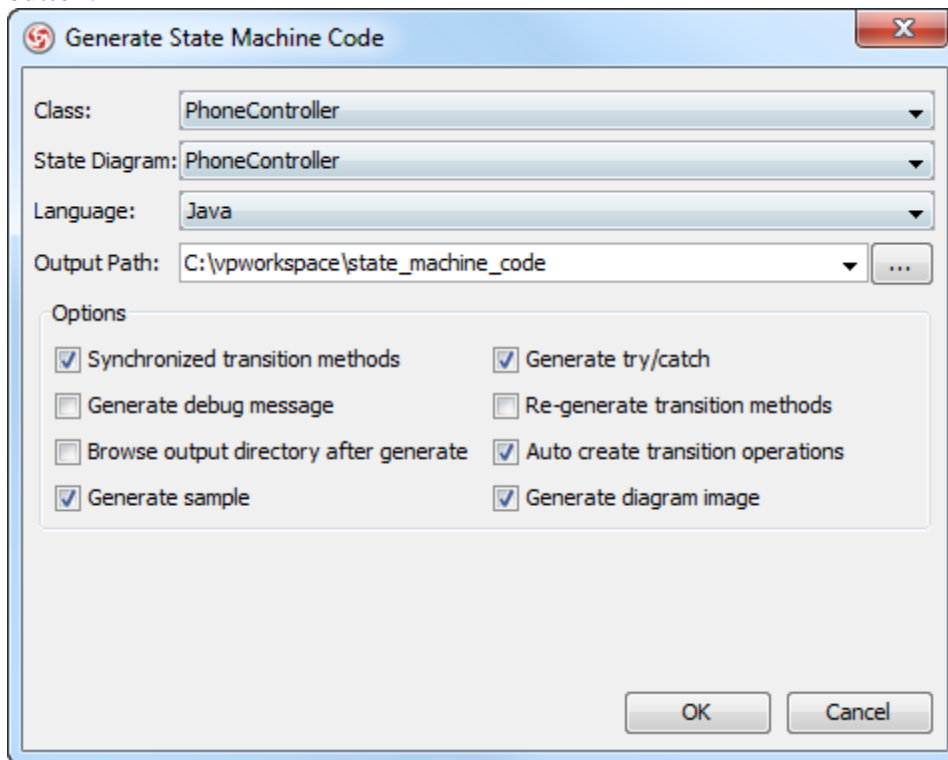 Generate State Machine Code
Class: PhoneController
State Diagram: PhoneController
Language: Java
Output Path: C:\vpworkspace\state_machine_code ...
Options
Synchronized transition methods Generate try/catch
Generate debug message Re-generate transition methods
Browse output directory after generate Auto create transition operations
Generate sample Generate diagram image
OK Cancel